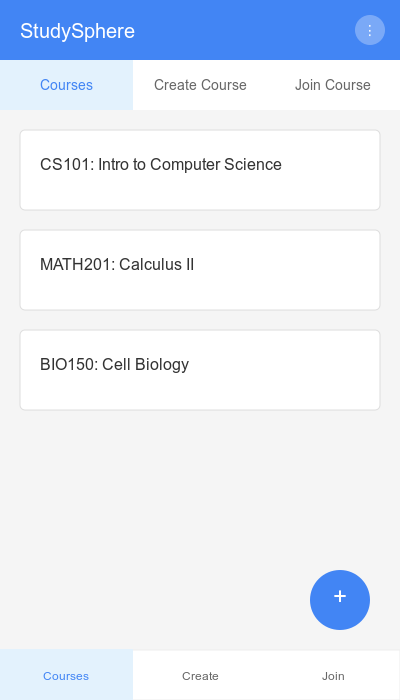 StudySphere ⋮
Courses Create Course Join Course
CS101: Intro to Computer Science
MATH201: Calculus II
BIO150: Cell Biology
+
Courses Create Join